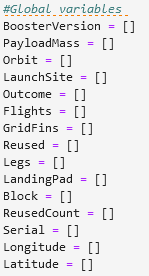 #Global variables
BoosterVersion = []
PayloadMass = []
Orbit = []
LaunchSite = []
Outcome = []
Flights = []
GridFins = []
Reused = []
Legs = []
LandingPad = []
Block = []
ReusedCount = []
Serial = []
Longitude = []
Latitude = []